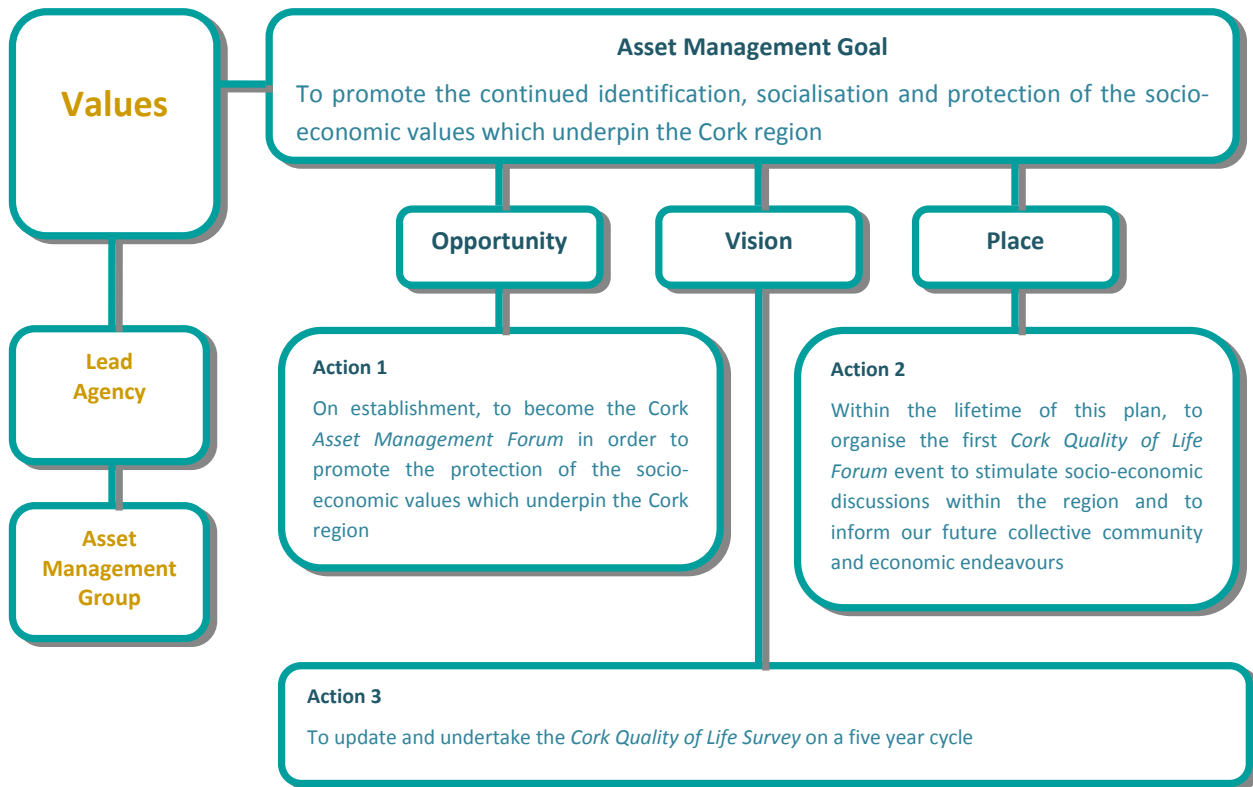 Values
Asset Management Goal
To promote the continued identification, socialisation and protection of the socio-
economic values which underpin the Cork region
Opportunity
Vision
Place
Lead
Agency
Asset
Management
Group
Action 1
On establishment, to become the Cork
Asset Management Forum in order to
promote the protection of the socio-
economic values which underpin the Cork
region
Action 2
Within the lifetime of this plan, to
organise the first Cork Quality of Life
Forum event to stimulate socio-economic
discussions within the region and to
inform our future collective community
and economic endeavours
Action 3
To update and undertake the Cork Quality of Life Survey on a five year cycle